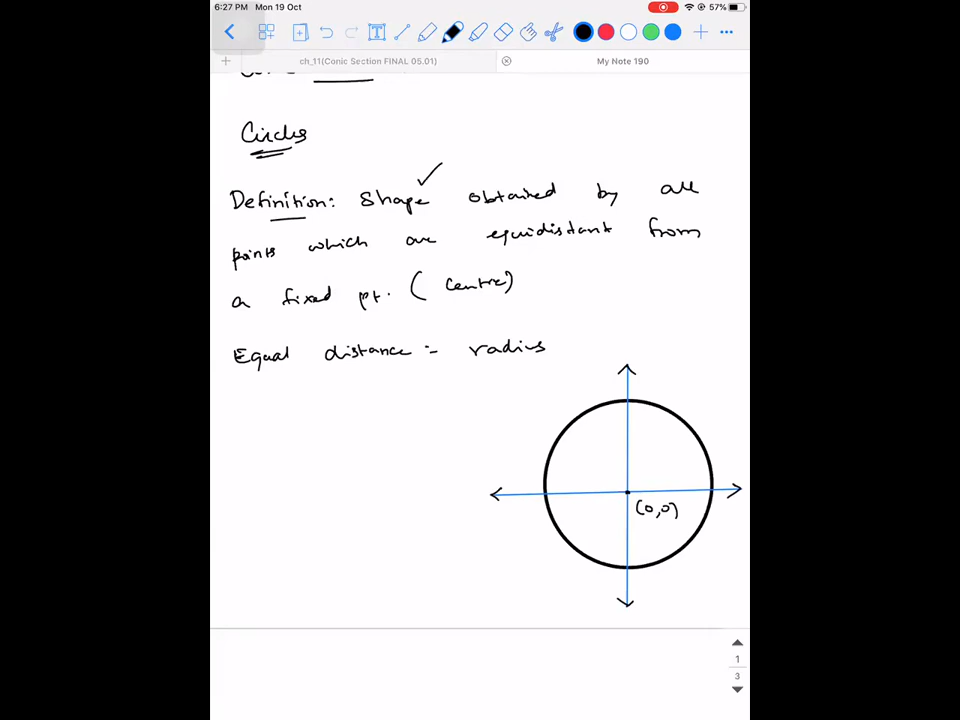 6:27 PM Mon 19 Oct
57%
ch_11(Conic Section FINAL 05.01)
My Note 190
Circles
Definition: Shape obtained by all
points which are equidistant from
a fixed pt. (centre)
Equal distance = radius
(0,0)
1
3